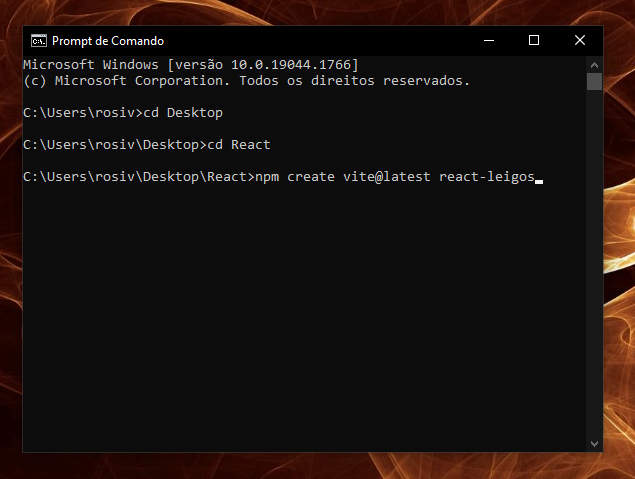 Prompt de Comando
Microsoft Windows [versão 10.0.19044.1766]
(c) Microsoft Corporation. Todos os direitos reservados.
C:\Users\rosiv>cd Desktop
C:\Users\rosiv\Desktop>cd React
C:\Users\rosiv\Desktop\React>npm create vite@latest react-leigos